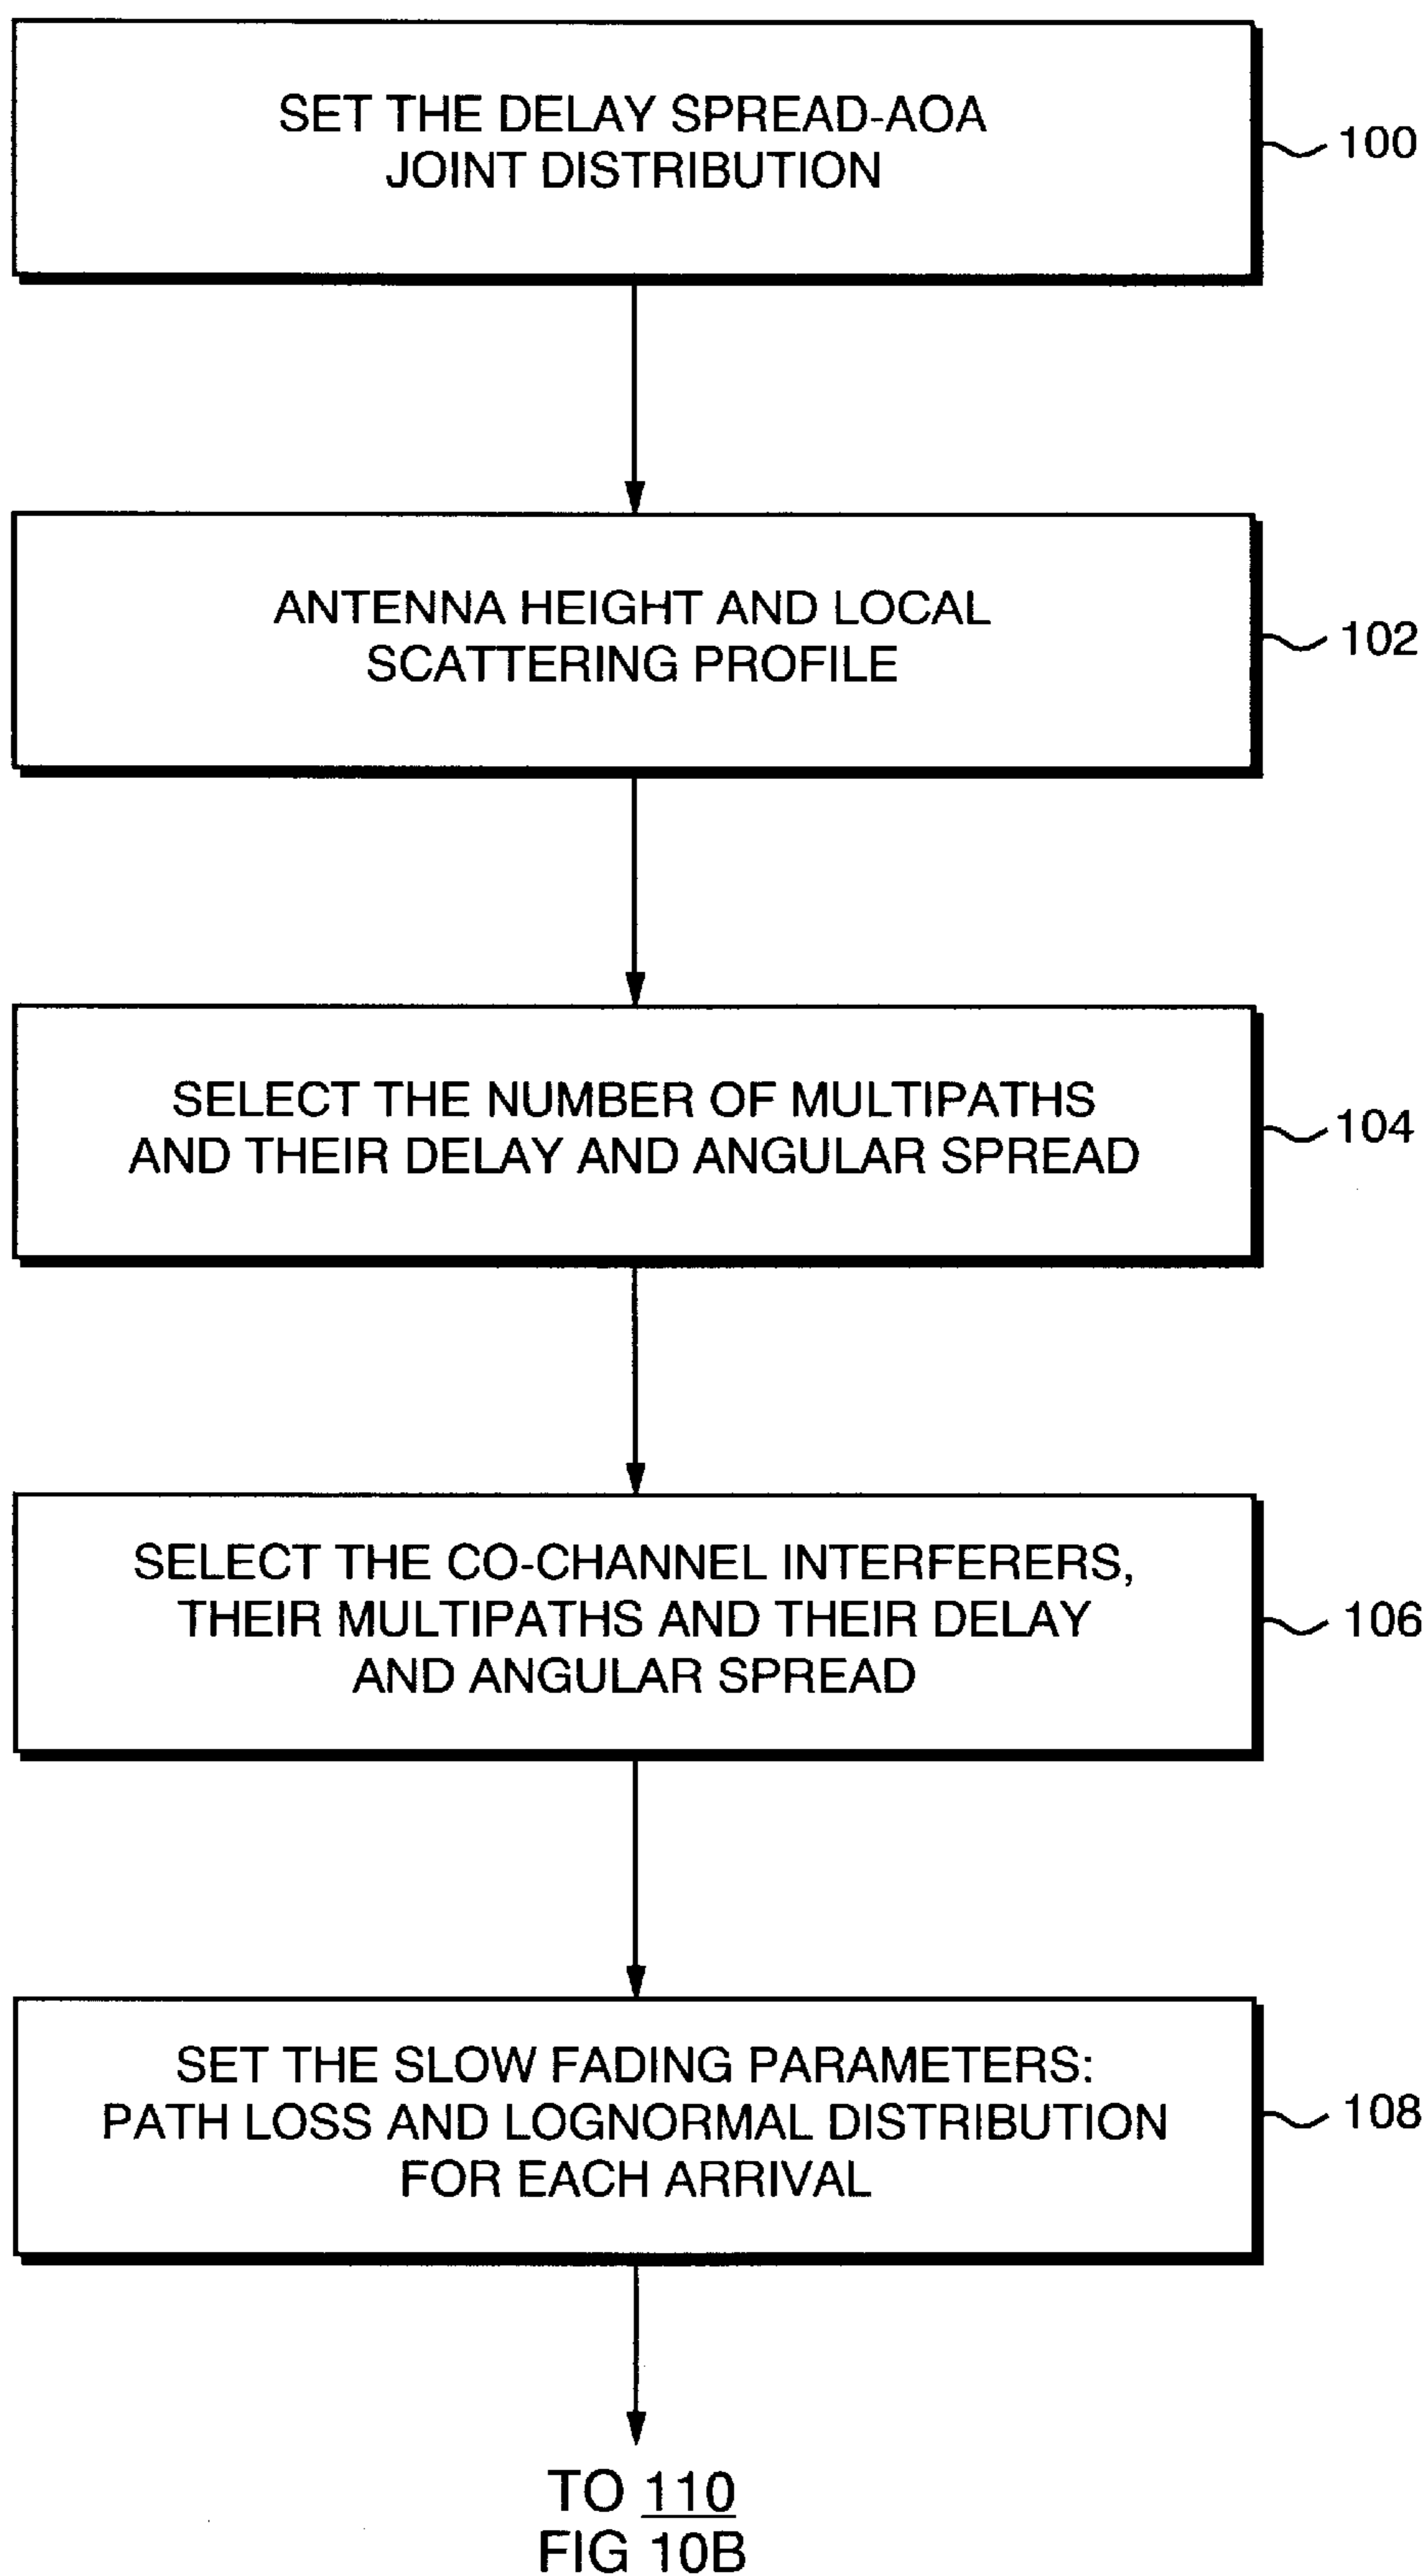 SET THE DELAY SPREAD-AOA
JOINT DISTRIBUTION
100
ANTENNA HEIGHT AND LOCAL
SCATTERING PROFILE
102
SELECT THE NUMBER OF MULTIPATHS
AND THEIR DELAY AND ANGULAR SPREAD
104
SELECT THE CO-CHANNEL INTERFERERS,
THEIR MULTIPATHS AND THEIR DELAY
AND ANGULAR SPREAD
106
SET THE SLOW FADING PARAMETERS:
PATH LOSS AND LOGNORMAL DISTRIBUTION
FOR EACH ARRIVAL
108
TO 110
FIG 10B